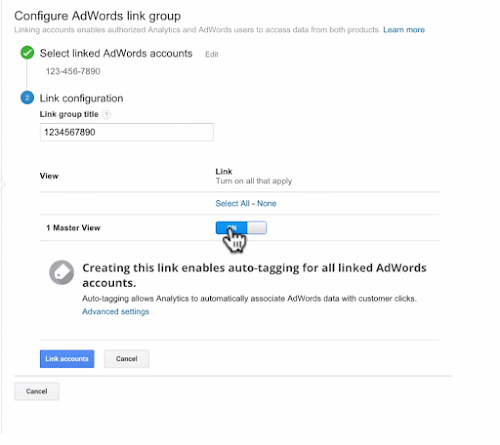 Configure AdWords link group
Linking accounts enables authorized Analytics and AdWords users to access data from both products. Learn more
Select linked AdWords accounts Edit
123-456-7890
2 Link configuration
Link group title ?
1234567890
View Link
Turn on all that apply
Select All - None
1 Master View ON
Creating this link enables auto-tagging for all linked AdWords
accounts.
Auto-tagging allows Analytics to automatically associate AdWords data with customer clicks.
Advanced settings
Link accounts Cancel
Cancel